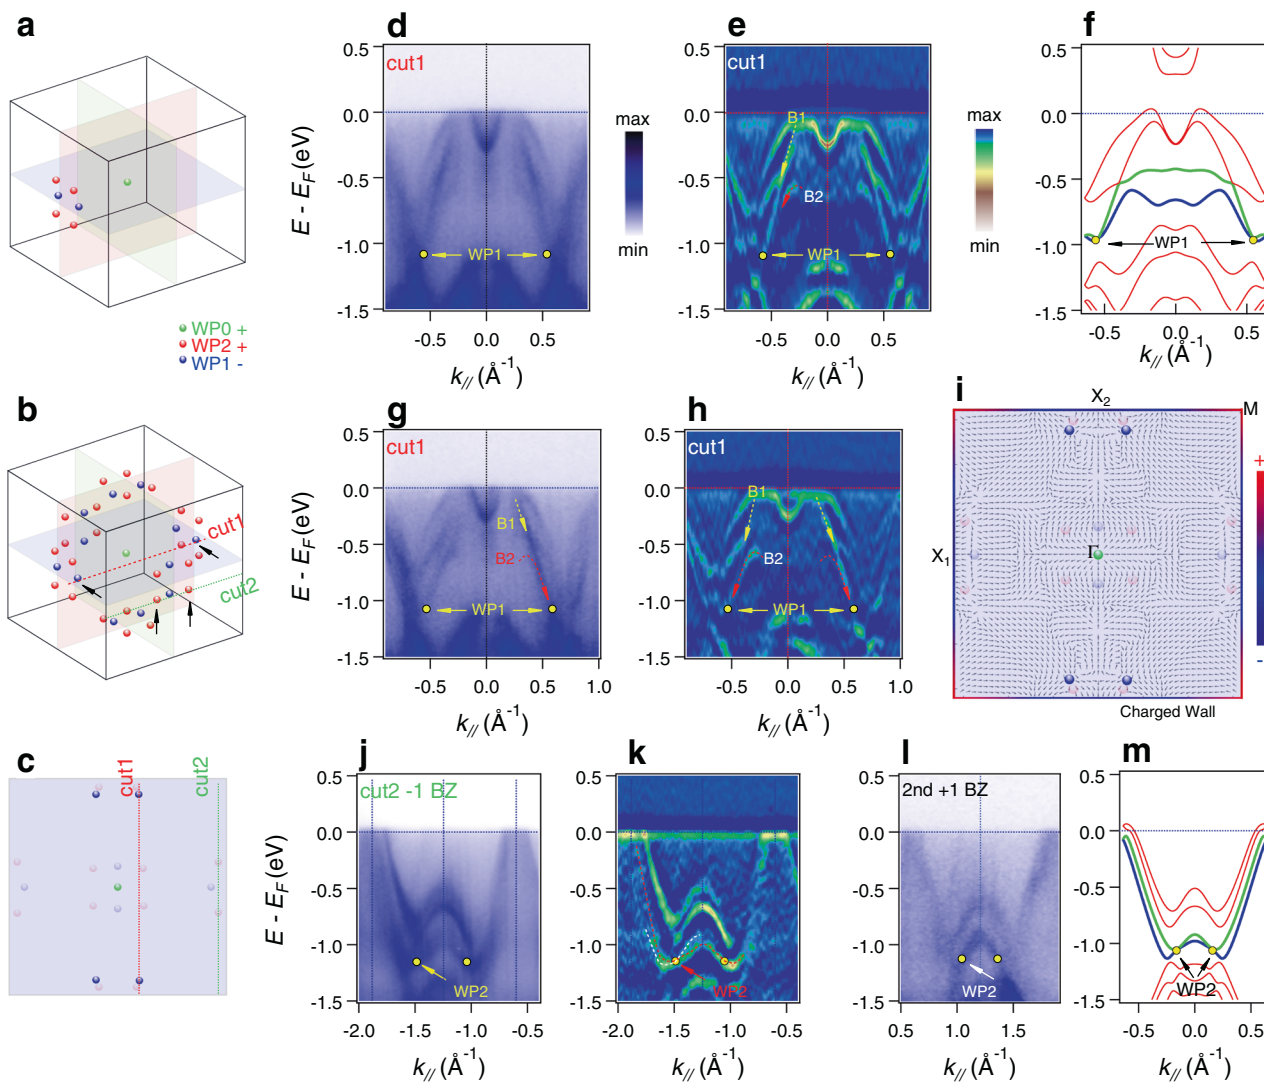 a
WP0 +
WP2 +
WP1 -
d
cut1
0.5
0.0
-0.5
-1.0
-1.5
E - E_F (eV)
WP1
-0.5 0.0 0.5
k_// (Å⁻¹)
max
min
e
cut1
B1
B2
WP1
0.5
0.0
-0.5
-1.0
-1.5
-0.5 0.0 0.5
k_// (Å⁻¹)
max
min
f
0.5
0.0
-0.5
-1.0
-1.5
WP1
-0.5 0.0 0.5
k_// (Å⁻¹)
b
cut1
cut2
g
cut1
0.5
0.0
-0.5
-1.0
-1.5
E - E_F (eV)
B1
B2
WP1
-0.5 0.0 0.5 1.0
k_// (Å⁻¹)
h
cut1
0.5
0.0
-0.5
-1.0
-1.5
B1
B2
WP1
-0.5 0.0 0.5 1.0
k_// (Å⁻¹)
i
X₂
M
X₁
Γ
+
-
Charged Wall
c
cut1
cut2
j
cut2 -1 BZ
0.5
0.0
-0.5
-1.0
-1.5
E - E_F (eV)
WP2
-2.0 -1.5 -1.0 -0.5
k_// (Å⁻¹)
k
0.5
0.0
-0.5
-1.0
-1.5
WP2
WP2
-2.0 -1.5 -1.0 -0.5
k_// (Å⁻¹)
l
2nd +1 BZ
0.5
0.0
-0.5
-1.0
-1.5
WP2
0.5 1.0 1.5
k_// (Å⁻¹)
m
0.5
0.0
-0.5
-1.0
-1.5
WP2
-0.5 0.0 0.5
k_// (Å⁻¹)